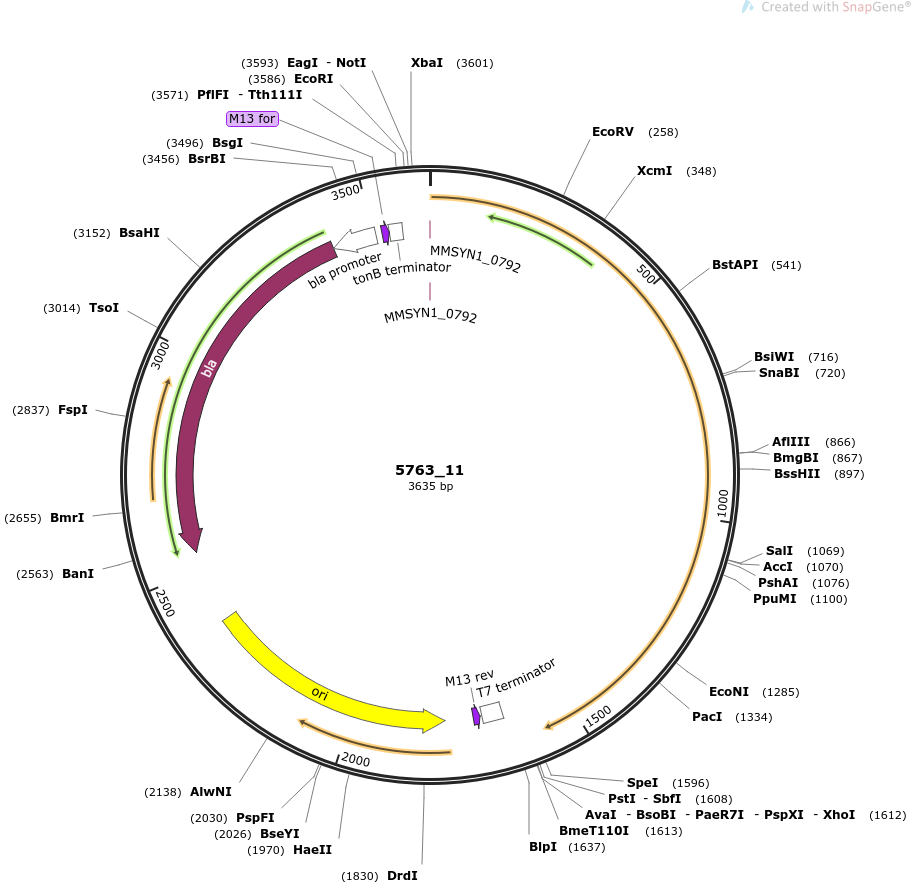 Created with SnapGene®
(3593) EagI - NotI
XbaI (3601)
(3586) EcoRI
(3571) PflFI - Tth111I
M13 for
(3496) BsgI
(3456) BsrBI
EcoRV (258)
XcmI (348)
3500
(3152) BsaHI
bla promoter
tonB terminator
MMSYN1_0792
BstAPI (541)
500
(3014) TsoI
MMSYN1_0792
3000
bla
BsiWI (716)
SnaBI (720)
(2837) FspI
AflIII (866)
BmgBI (867)
BssHII (897)
5763_11
3635 bp
(2655) BmrI
1000
(2563) BanI
SalI (1069)
AccI (1070)
PshAI (1076)
PpuMI (1100)
2500
M13 rev
T7 terminator
ori
EcoNI (1285)
PacI (1334)
1500
2000
SpeI (1596)
(2138) AlwNI
PstI - SbfI (1608)
(2030) PspFI
AvaI - BsoBI - PaeR7I - PspXI - XhoI (1612)
(2026) BseYI
BmeT110I (1613)
(1970) HaeII
BlpI (1637)
(1830) DrdI